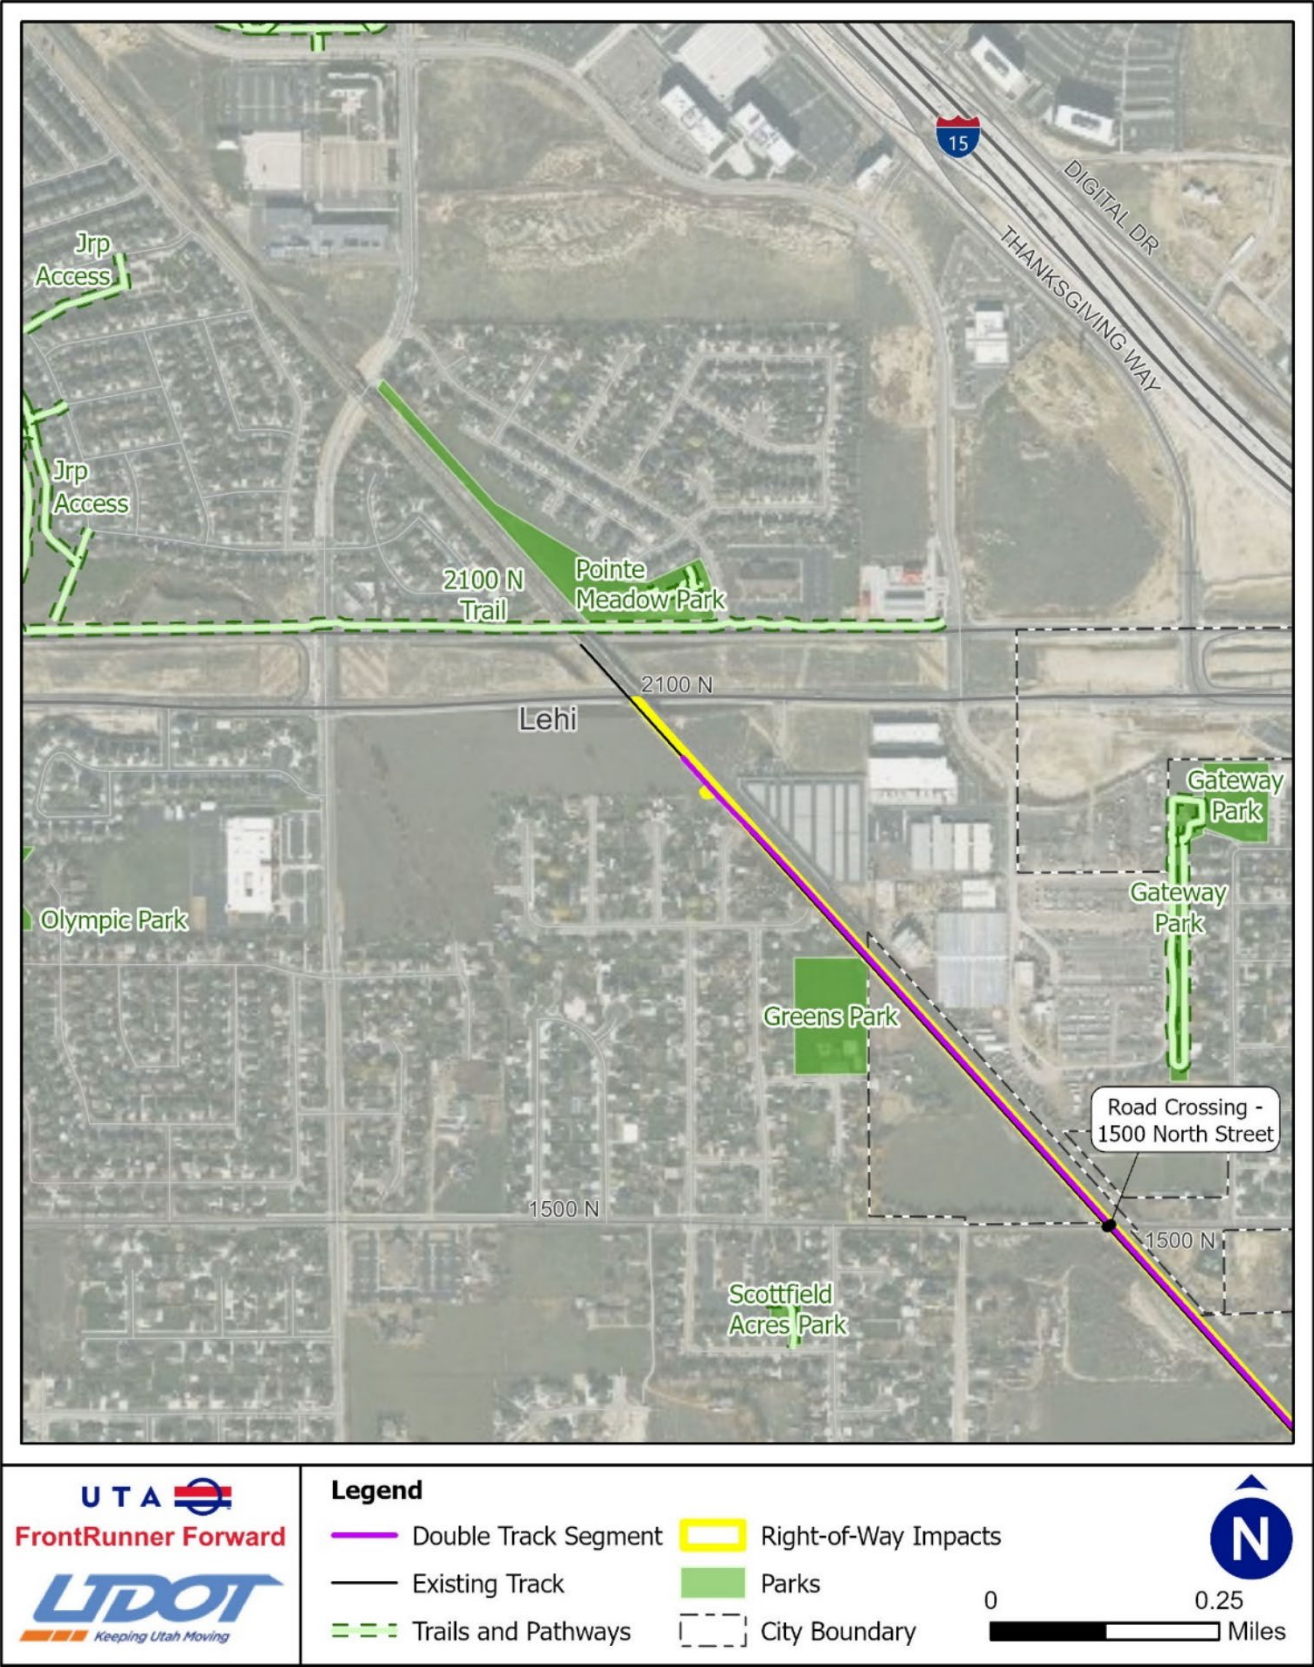 15
DIGITAL DR
THANKSGIVING WAY
Jrp
Access
Jrp
Access
2100 N
Trail
Pointe
Meadow Park
2100 N
Lehi
Gateway
Park
Gateway
Park
Olympic Park
Greens Park
Road Crossing -
1500 North Street
1500 N
1500 N
Scottfield
Acres Park
UTA
FrontRunner Forward
UDOT
Keeping Utah Moving
Legend
Double Track Segment
Existing Track
Trails and Pathways
Right-of-Way Impacts
Parks
City Boundary
N
0 0.25
Miles